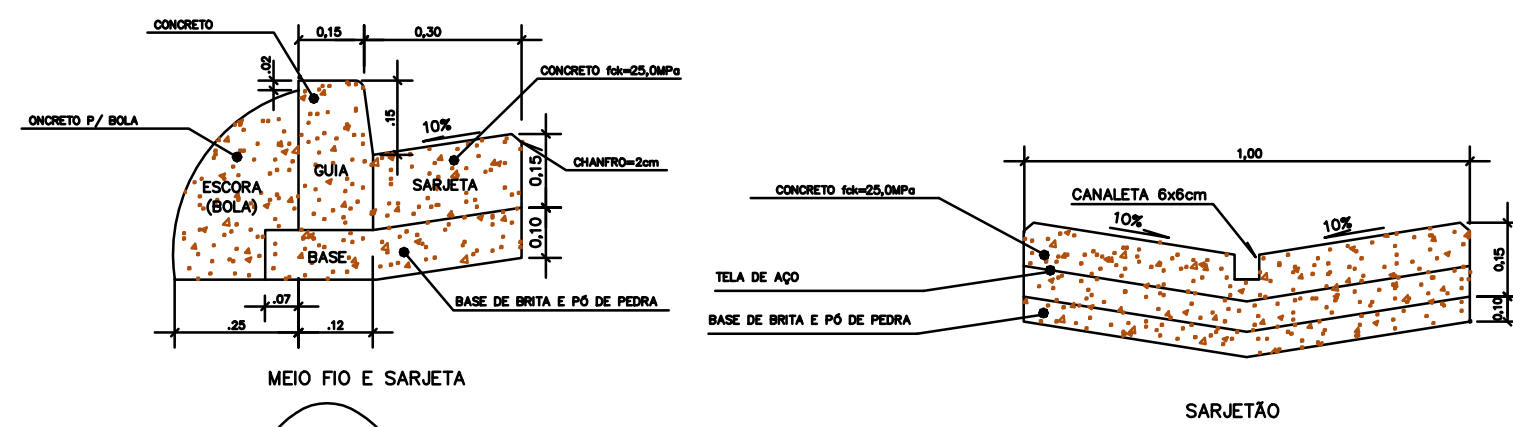 CONCRETO
0,15
0,30
.02
CONCRETO fck=25,0MPa
.15
10%
ONCRETO P/ BOLA
CHANFRO=2cm
0,15
GUIA
ESCORA
(BOLA)
SARJETA
0,10
BASE
.07
BASE DE BRITA E PÓ DE PEDRA
.25
.12
MEIO FIO E SARJETA
1,00
CONCRETO fck=25,0MPa
CANALETA 6x6cm
10%
10%
0,15
TELA DE AÇO
0,10
BASE DE BRITA E PÓ DE PEDRA
SARJETÃO